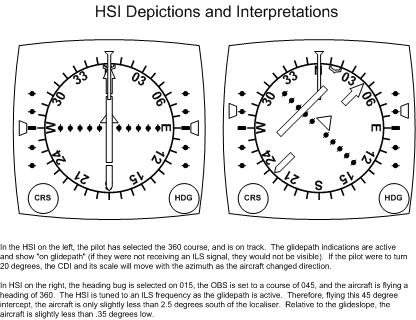 HSI Depictions and Interpretations
33 N 03
30 06
W E
24 12
21 15
CRS HDG
33 N 03
30 06
W E
24 12
21 S 15
CRS HDG
In the HSI on the left, the pilot has selected the 360 course, and is on track. The glidepath indications are active
and show "on glidepath" (if they were not receiving an ILS signal, they would not be visible). If the pilot were to turn
20 degrees, the CDI and its scale will move with the azimuth as the aircraft changed direction.
In HSI on the right, the heading bug is selected on 015, the OBS is set to a course of 045, and the aircraft is flying a
heading of 360. The HSI is tuned to an ILS frequency as the glidepath is active. Therefore, flying this 45 degree
intercept, the aircraft is only slightly less than 2.5 degrees south of the localiser. Relative to the glideslope, the
aircraft is slightly less than .35 degrees low.